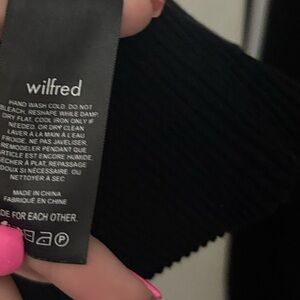 wilfred
HAND WASH COLD. DO NOT
BLEACH, RESHAPE WHILE DAMP.
DRY FLAT. COOL IRON ONLY IF
NEEDED. OR DRY CLEAN
LAVER À LA MAIN À L'EAU
FROIDE, NE PAS JAVELISER,
REMODELER PENDANT QUE
ARTICLE EST ENCORE HUMIDE.
SÉCHER À PLAT, REPASSAGE
DOUX SI NÉCESSAIRE. OU
NETTOYER À SEC
MADE IN CHINA
FABRIQUÉ EN CHINE
DE FOR EACH OTHER.
P